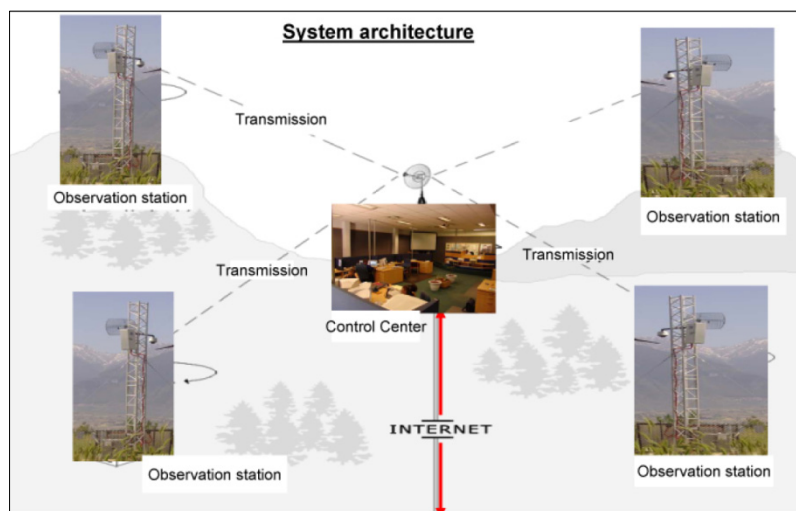 System architecture
Transmission
Observation station
Observation station
Transmission
Transmission
Control Center
INTERNET
Observation station
Observation station